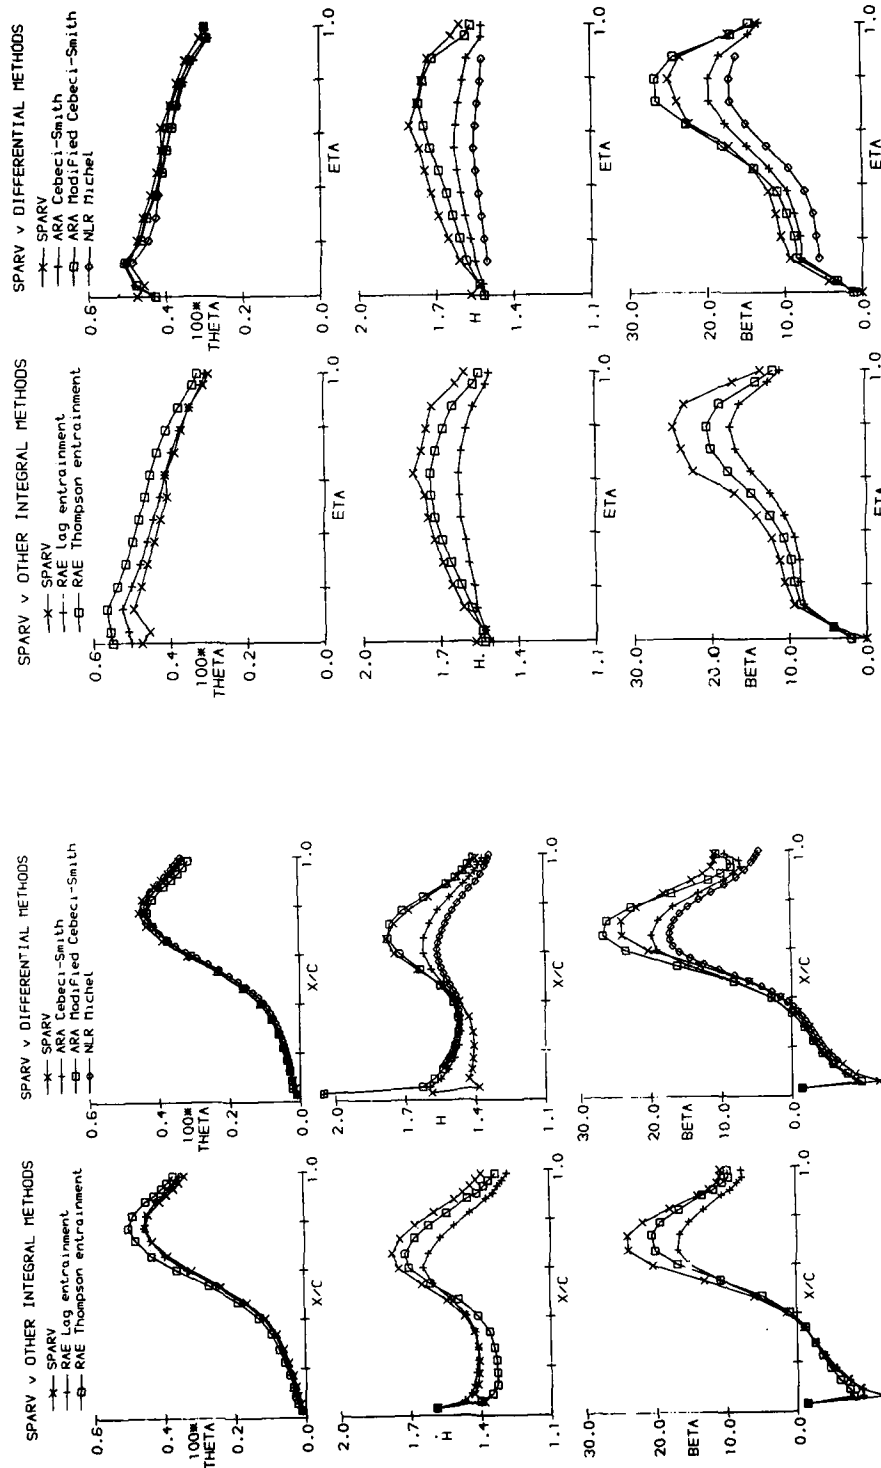 SPARV v OTHER INTEGRAL METHODS
SPARV
RAE Lag entrainment
RAE Thompson entrainment
0.6
0.4
100*
THETA
0.2
0.0
X/C
1.0
2.0
1.7
H
1.4
1.1
X/C
1.0
30.0
20.0
BETA
10.0
0.0
X/C
1.0
SPARV v DIFFERENTIAL METHODS
SPARV
ARA Cebeci-Smith
ARA Modified Cebeci-Smith
NLR Michel
0.6
0.4
100*
THETA
0.2
0.0
X/C
1.0
2.0
1.7
H
1.4
1.1
X/C
1.0
30.0
20.0
BETA
10.0
0.0
X/C
1.0
SPARV v OTHER INTEGRAL METHODS
SPARV
RAE Lag entrainment
RAE Thompson entrainment
0.6
0.4
100*
THETA
0.2
0.0
ETA
1.0
2.0
1.7
H
1.4
1.1
ETA
1.0
30.0
20.0
BETA
10.0
0.0
ETA
1.0
SPARV v DIFFERENTIAL METHODS
SPARV
ARA Cebeci-Smith
ARA Modified Cebeci-Smith
NLR Michel
0.6
0.4
100*
THETA
0.2
0.0
ETA
1.0
2.0
1.7
H
1.4
1.1
ETA
1.0
30.0
20.0
BETA
10.0
0.0
ETA
1.0